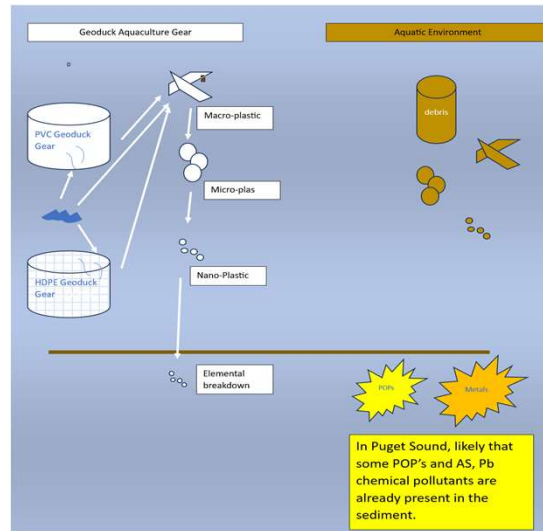 Geoduck Aquaculture Gear
Aquatic Environment
debris
Macro-plastic
PVC Geoduck
Gear
Micro-plas
HDPE Geoduck
Gear
Nano-Plastic
Elemental
breakdown
POPs
Metals
In Puget Sound, likely that
some POP's and AS, Pb
chemical pollutants are
already present in the
sediment.